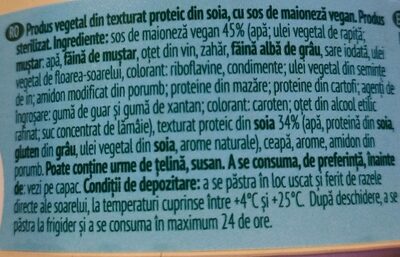 RO Produs vegetal din texturat proteic din soia, cu sos de maioneză vegan. Produs
sterilizat. Ingrediente: sos de maioneză vegan 45% (apă; ulei vegetal de rapiță;
muștar: apă, făină de muștar, oțet din vin, zahăr, făină albă de grâu, sare iodată, ulei
vegetal de floarea-soarelui, colorant: riboflavine, condimente; ulei vegetal din semințe
de in; amidon modificat din porumb; proteine din mazăre; proteine din cartofi; agenți de
îngroșare: gumă de guar și gumă de xantan; colorant: caroten; oțet din alcool etilic
rafinat; suc concentrat de lămâie), texturat proteic din soia 34% (apă, proteină din soia,
gluten din grâu, ulei vegetal din soia, arome naturale), ceapă, arome, amidon din
porumb. Poate conține urme de țelină, susan. A se consuma, de preferință, înainte
de: vezi pe capac. Condiții de depozitare: a se păstra în loc uscat și ferit de razele
directe ale soarelui, la temperaturi cuprinse între +4°C și +25°C. După deschidere, a se
păstra la frigider și a se consuma în maximum 24 de ore.